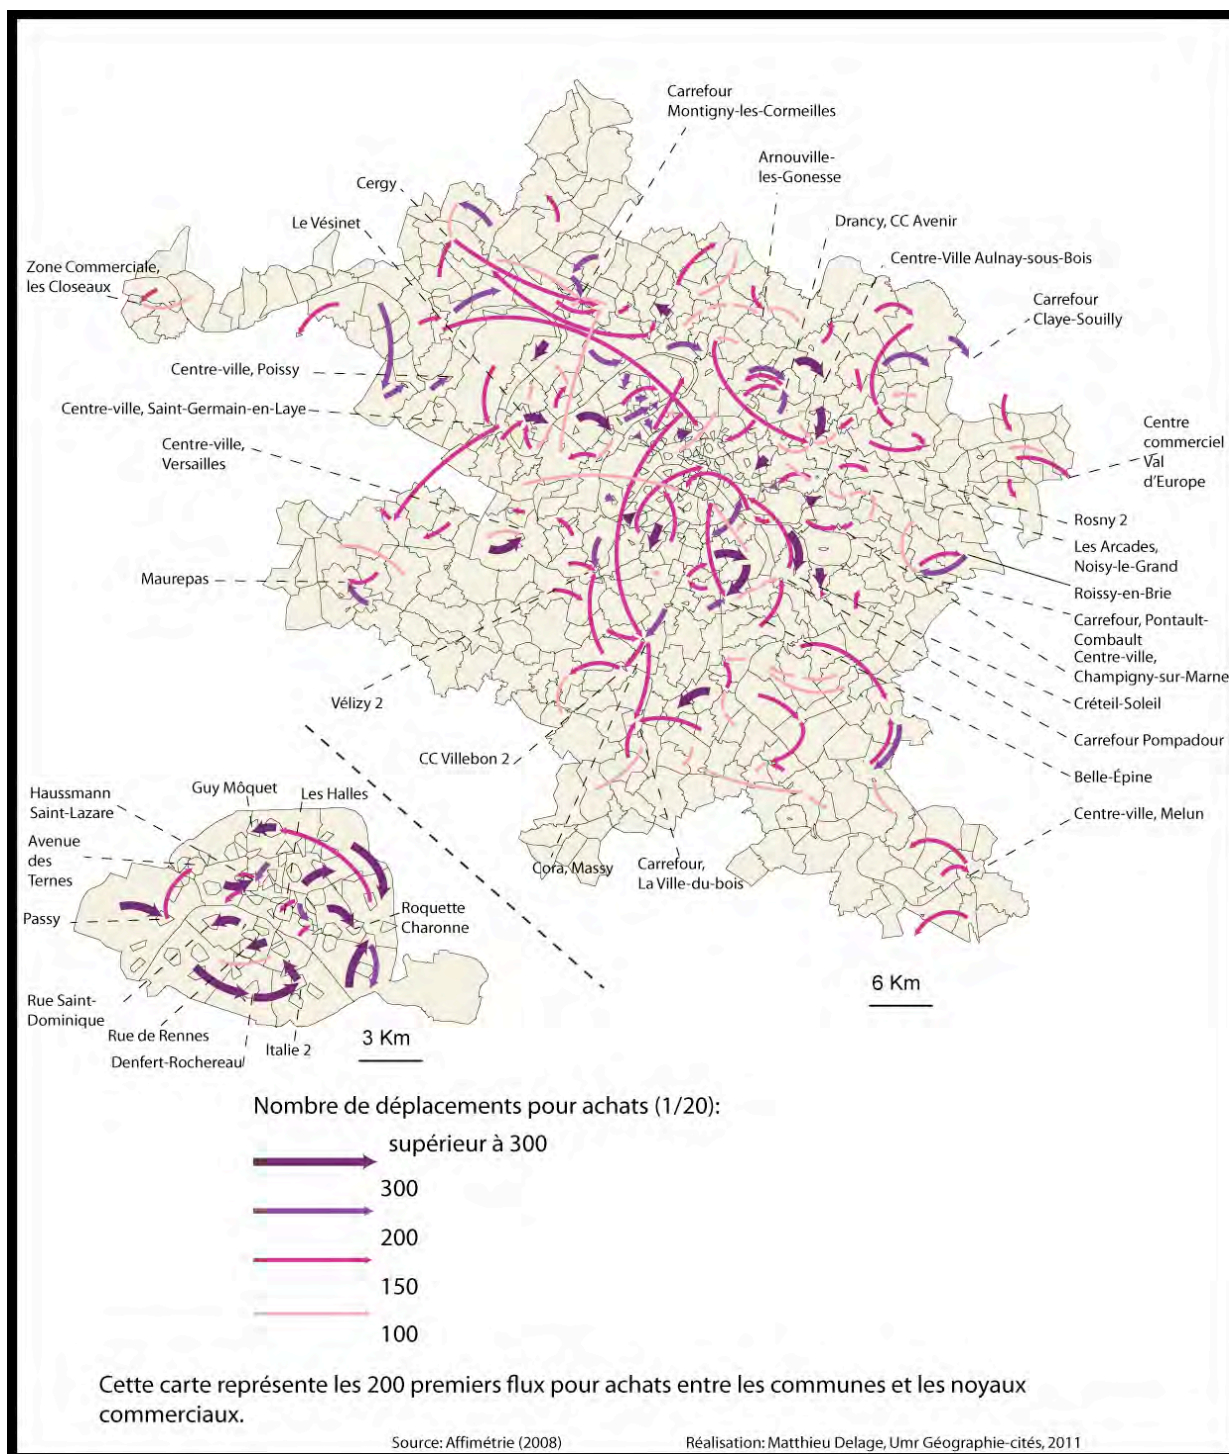 Carrefour
Montigny-les-Cormeilles
Arnouville-
les-Gonesse
Cergy
Le Vésinet
Drancy, CC Avenir
Centre-Ville Aulnay-sous-Bois
Zone Commerciale,
les Closeaux
Carrefour
Claye-Souilly
Centre-ville, Poissy
Centre-ville, Saint-Germain-en-Laye
Centre-ville,
Versailles
Centre
commerciel
Val
d'Europe
Rosny 2
Les Arcades,
Noisy-le-Grand
Maurepas
Roissy-en-Brie
Carrefour, Pontault-
Combault
Centre-ville,
Champigny-sur-Marne
Vélizy 2
Créteil-Soleil
Carrefour Pompadour
CC Villebon 2
Belle-Épine
Centre-ville, Melun
Cora, Massy
Carrefour,
La Ville-du-bois
Guy Môquet
Les Halles
Haussmann
Saint-Lazare
Avenue
des
Ternes
Passy
Roquette
Charonne
Rue Saint-
Dominique
Rue de Rennes
Denfert-Rochereau
Italie 2
3 Km
6 Km
Nombre de déplacements pour achats (1/20):
supérieur à 300
300
200
150
100
Cette carte représente les 200 premiers flux pour achats entre les communes et les noyaux
commerciaux.
Source: Affimétrie (2008)
Réalisation: Matthieu Delage, Umr Géographie-cités, 2011